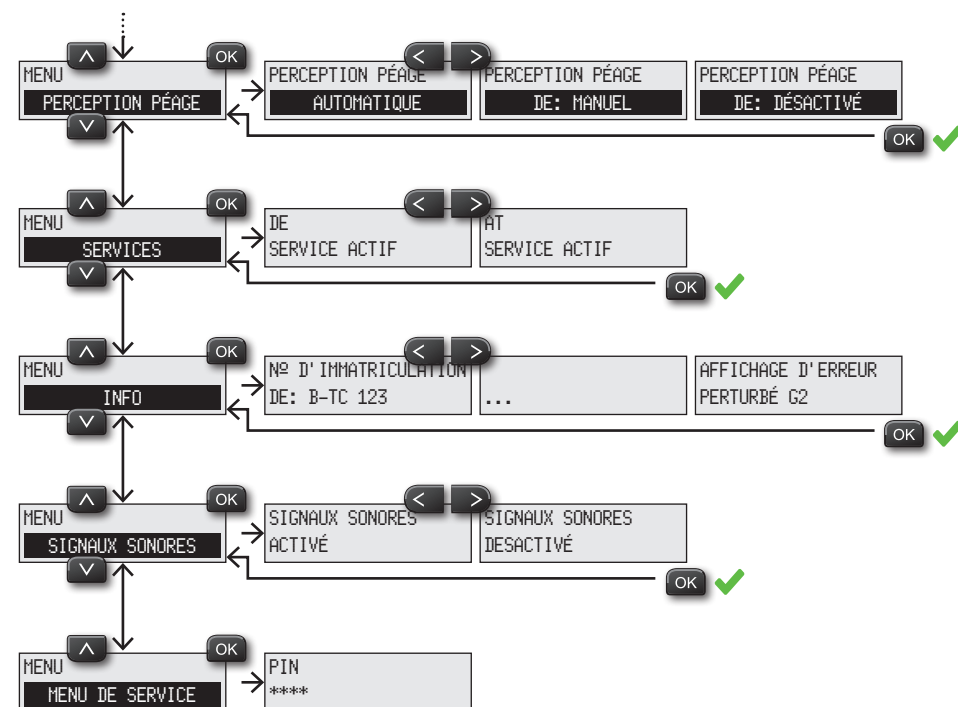 OK
MENU
PERCEPTION PÉAGE
PERCEPTION PÉAGE
AUTOMATIQUE
PERCEPTION PÉAGE
DE: MANUEL
PERCEPTION PÉAGE
DE: DÉSACTIVÉ
OK
OK
MENU
SERVICES
DE
SERVICE ACTIF
AT
SERVICE ACTIF
OK
OK
MENU
INFO
Nº D'IMMATRICULATION
DE: B-TC 123
...
AFFICHAGE D'ERREUR
PERTURBÉ G2
OK
OK
MENU
SIGNAUX SONORES
SIGNAUX SONORES
ACTIVÉ
SIGNAUX SONORES
DESACTIVÉ
OK
OK
MENU
MENU DE SERVICE
PIN
****